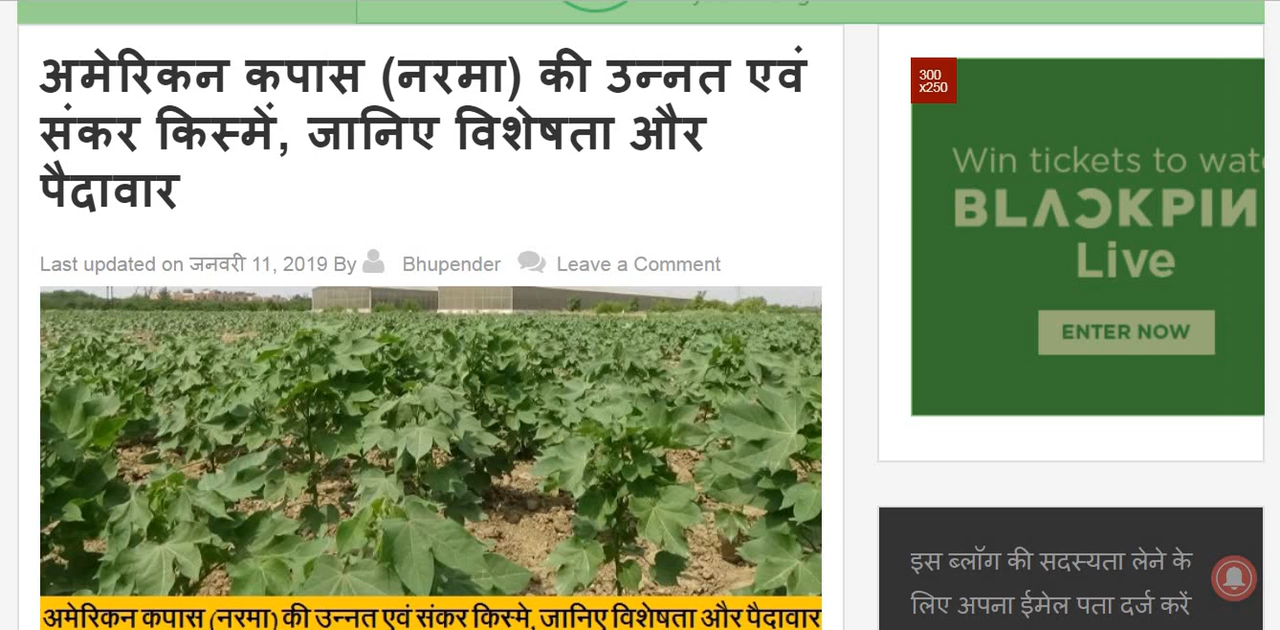 अमेरिकन कपास (नरमा) की उन्नत एवं
संकर किस्में, जानिए विशेषता और
पैदावार
Last updated on जनवरी 11, 2019 By Bhupender Leave a Comment
अमेरिकन कपास (नरमा) की उन्नत एवं संकर किस्मे, जानिए विशेषता और पैदावार
300
x250
Win tickets to wat
BLACKPIN
Live
ENTER NOW
इस ब्लॉग की सदस्यता लेने के
लिए अपना ईमेल पता दर्ज करें